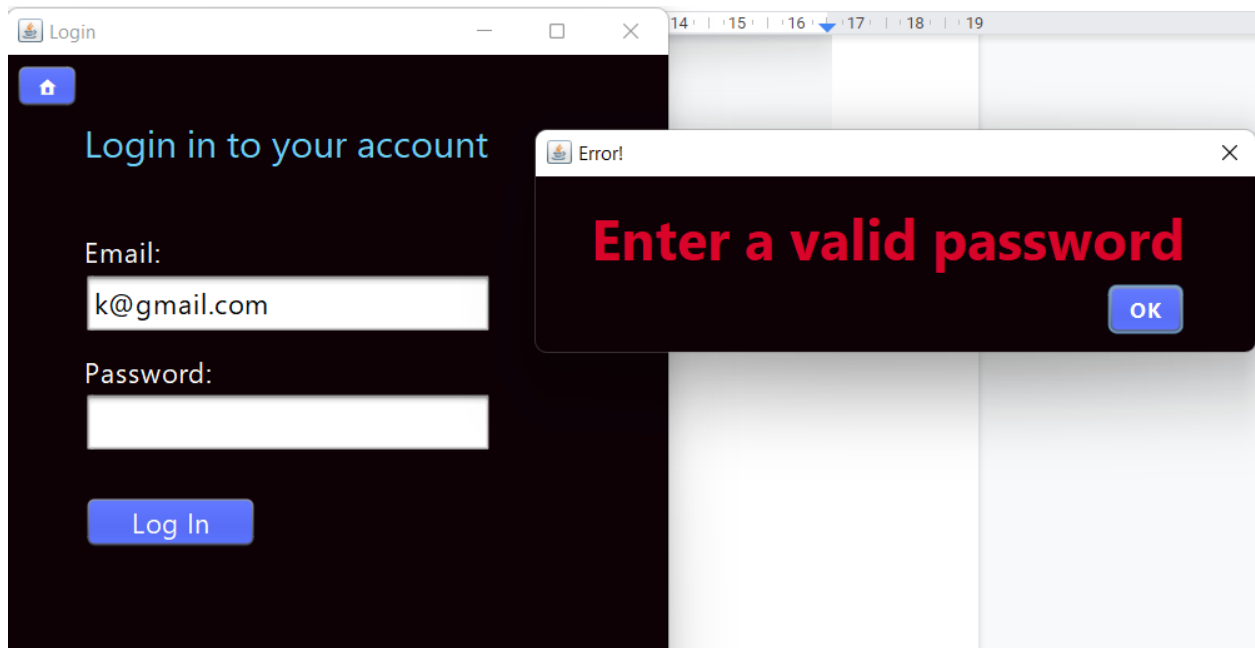 Login
14 15 16 17 18 19
Login in to your account
Error!
Enter a valid password
OK
Email:
k@gmail.com
Password:
Log In